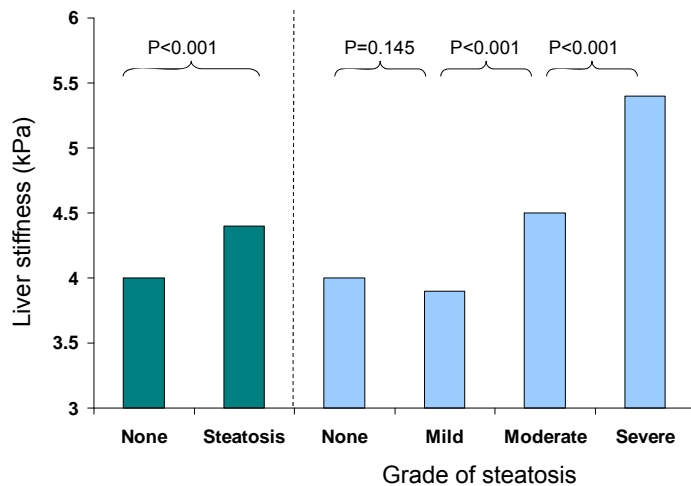 6
5.5
5
4.5
4
3.5
3
Liver stiffness (kPa)
P<0.001
P=0.145 P<0.001 P<0.001
None Steatosis None Mild Moderate Severe
Grade of steatosis